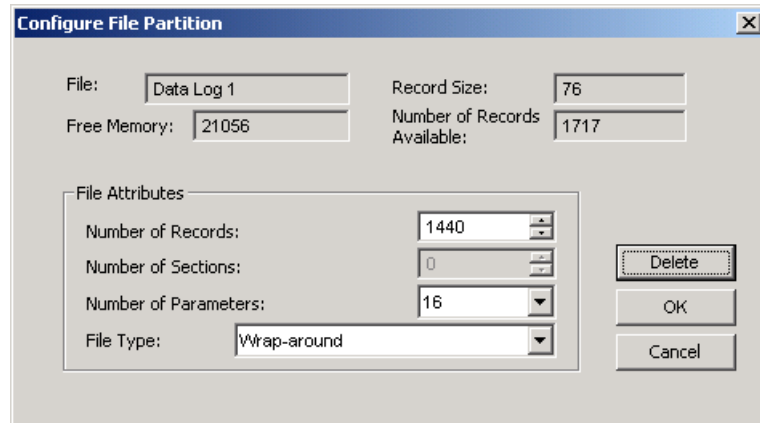 Configure File Partition
File: Data Log 1 Record Size: 76
Free Memory: 21056 Number of Records Available: 1717
File Attributes
Number of Records: 1440
Number of Sections: 0
Number of Parameters: 16
File Type: Wrap-around
Delete
OK
Cancel